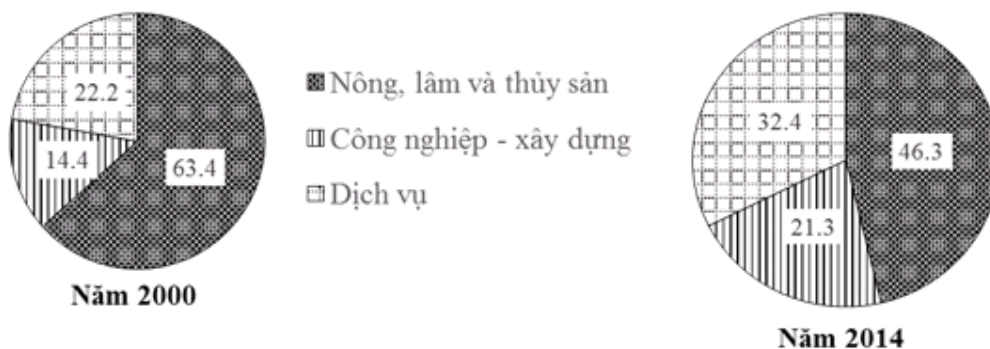 22.2
14.4
63.4
Năm 2000
Nông, lâm và thủy sản
Công nghiệp - xây dựng
Dịch vụ
32.4
46.3
21.3
Năm 2014